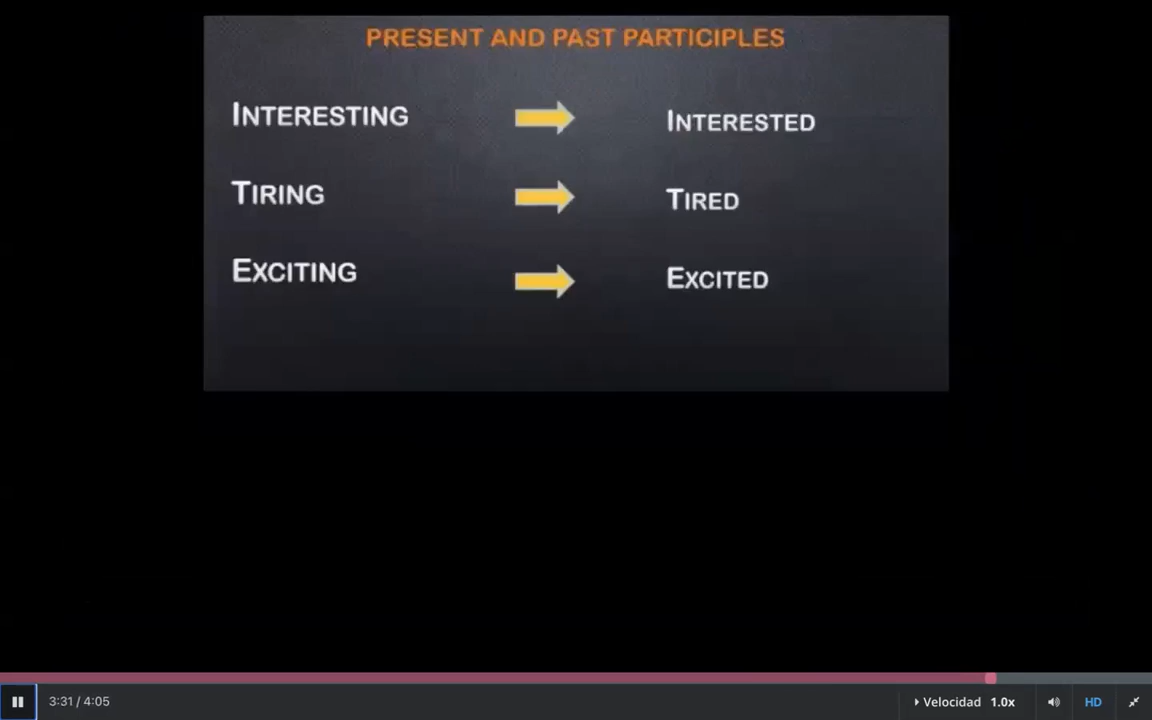 PRESENT AND PAST PARTICIPLES
INTERESTING INTERESTED
TIRING TIRED
EXCITING EXCITED
3:31 / 4:05 Velocidad 1.0x HD